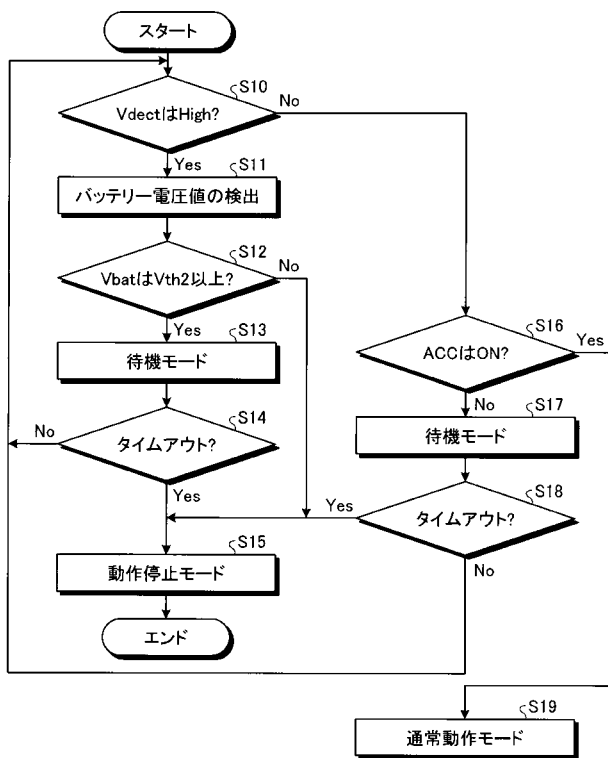 スタート
S10
VdectはHigh?
No
Yes
S11
バッテリー電圧値の検出
S12
VbatはVth2以上?
No
Yes
S13
待機モード
S14
タイムアウト?
No
Yes
S15
動作停止モード
エンド
S16
ACCはON?
Yes
No
S17
待機モード
S18
タイムアウト?
Yes
No
S19
通常動作モード